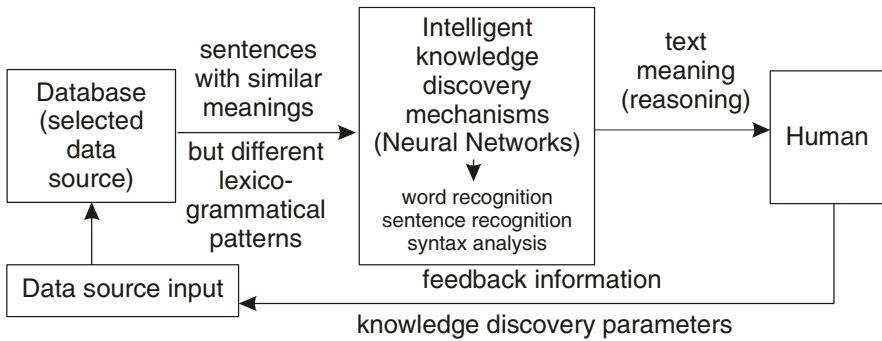 Database
(selected
data
source)
sentences
with similar
meanings
but different
lexico-
grammatical
patterns
Intelligent
knowledge
discovery
mechanisms
(Neural Networks)
word recognition
sentence recognition
syntax analysis
text
meaning
(reasoning)
Human
Data source input
feedback information
knowledge discovery parameters